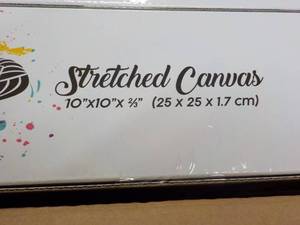 Stretched Canvas
10"x10"x ⅔" (25 x 25 x 1.7 cm)